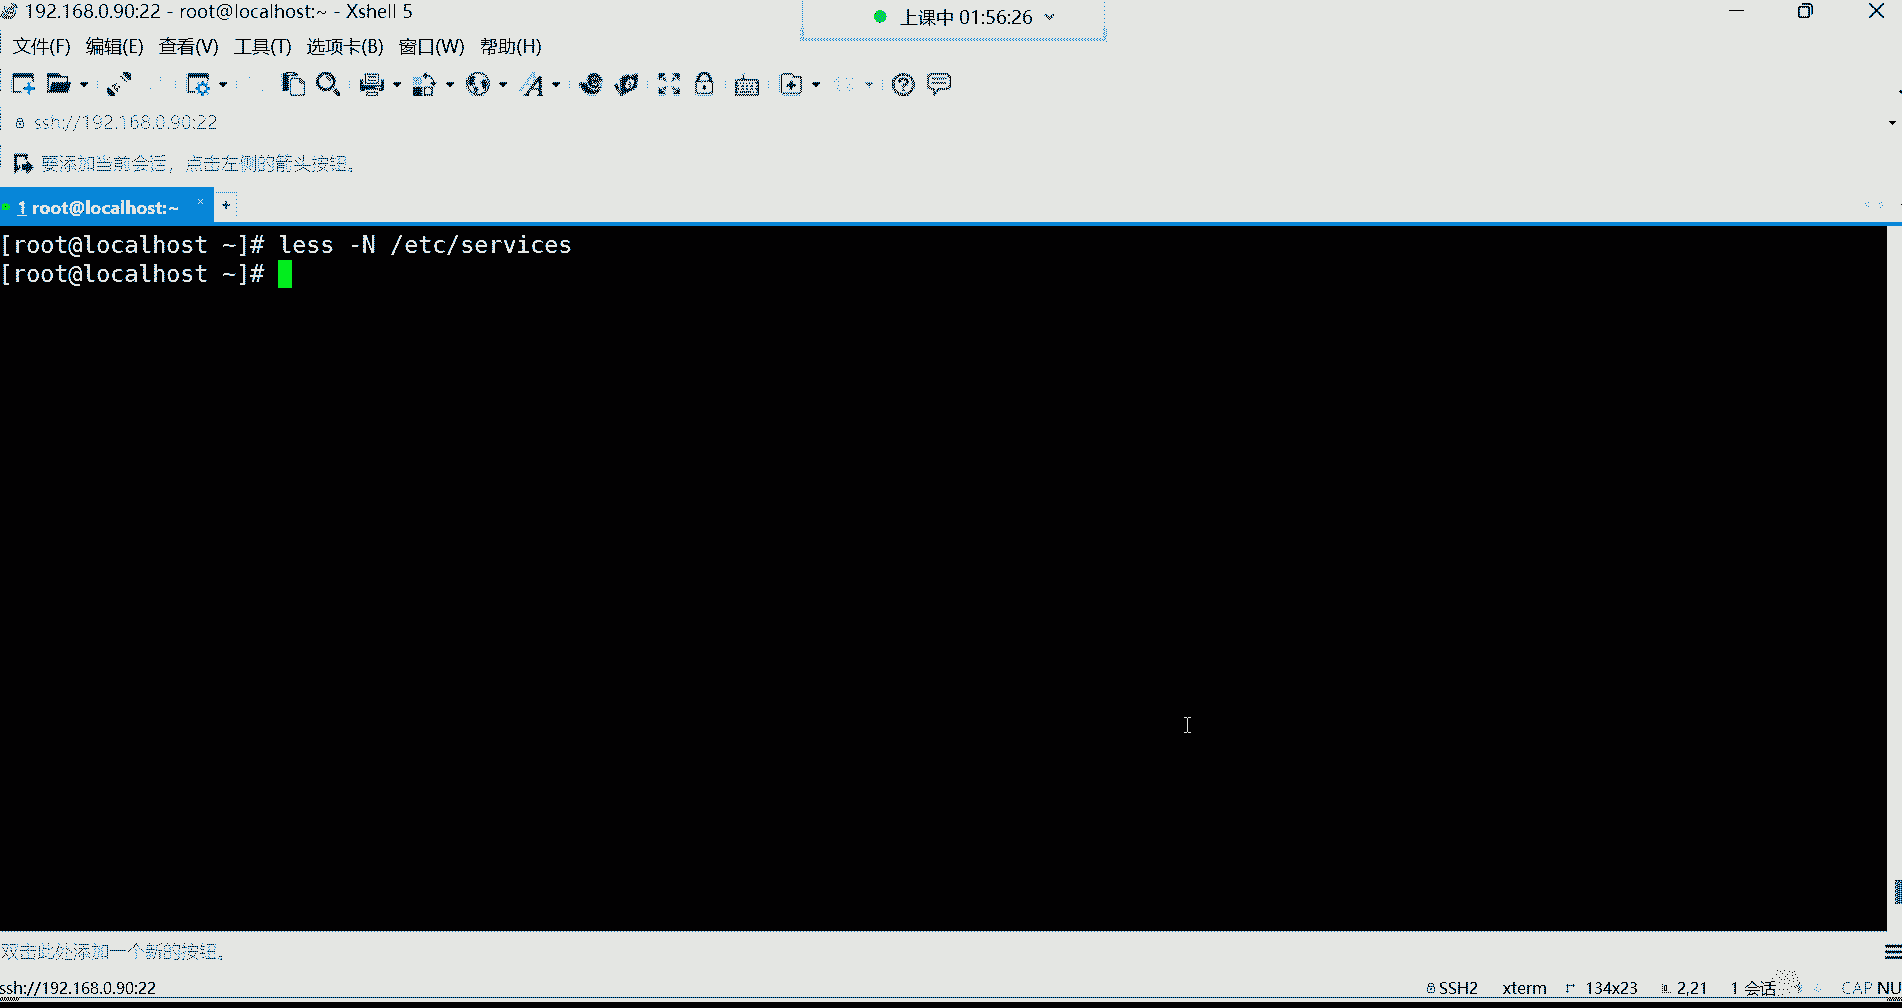 192.168.0.90:22 - root@localhost:~ - Xshell 5
上课中 01:56:26
文件(F) 编辑(E) 查看(V) 工具(T) 选项卡(B) 窗口(W) 帮助(H)
ssh://192.168.0.90:22
要添加当前会话，点击左侧的箭头按钮。
1 root@localhost:~ × +
[root@localhost ~]# less -N /etc/services
[root@localhost ~]#
双击此处添加一个新的按钮。
ssh://192.168.0.90:22 SSH2 xterm 134x23 2,21 1 会话 CAP NU